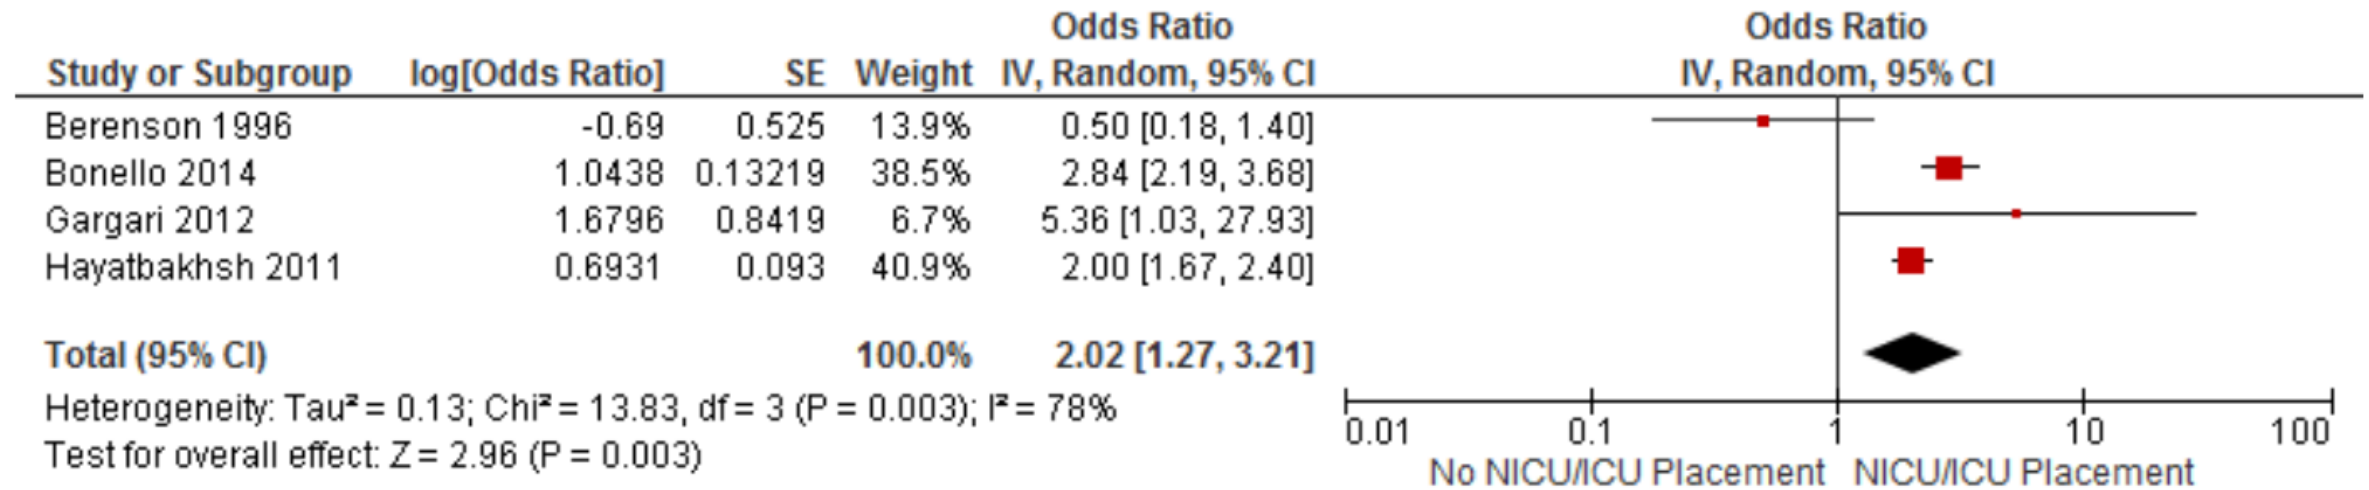 Odds Ratio Odds Ratio
Study or Subgroup log[Odds Ratio] SE Weight IV, Random, 95% CI IV, Random, 95% CI
Berenson 1996 -0.69 0.525 13.9% 0.50 [0.18, 1.40]
Bonello 2014 1.0438 0.13219 38.5% 2.84 [2.19, 3.68]
Gargari 2012 1.6796 0.8419 6.7% 5.36 [1.03, 27.93]
Hayatbakhsh 2011 0.6931 0.093 40.9% 2.00 [1.67, 2.40]
Total (95% CI) 100.0% 2.02 [1.27, 3.21]
Heterogeneity: Tau² = 0.13; Chi² = 13.83, df = 3 (P = 0.003); I² = 78%
Test for overall effect: Z = 2.96 (P = 0.003)
0.01 0.1 1 10 100
No NICU/ICU Placement NICU/ICU Placement